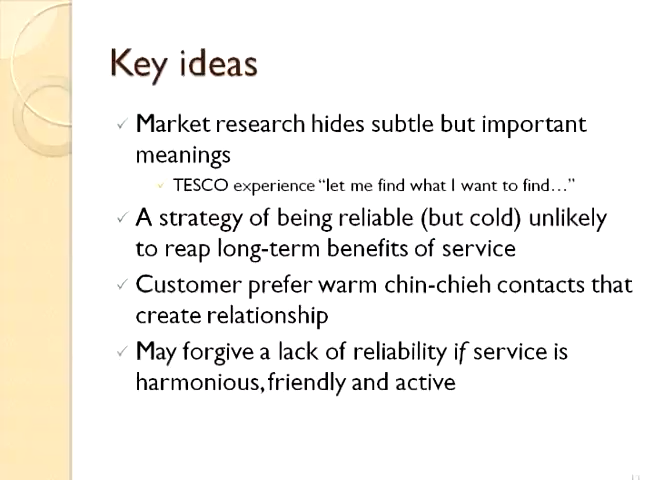 Key ideas
Market research hides subtle but important
meanings
TESCO experience “let me find what I want to find…”
A strategy of being reliable (but cold) unlikely
to reap long-term benefits of service
Customer prefer warm chin-chieh contacts that
create relationship
May forgive a lack of reliability if service is
harmonious, friendly and active